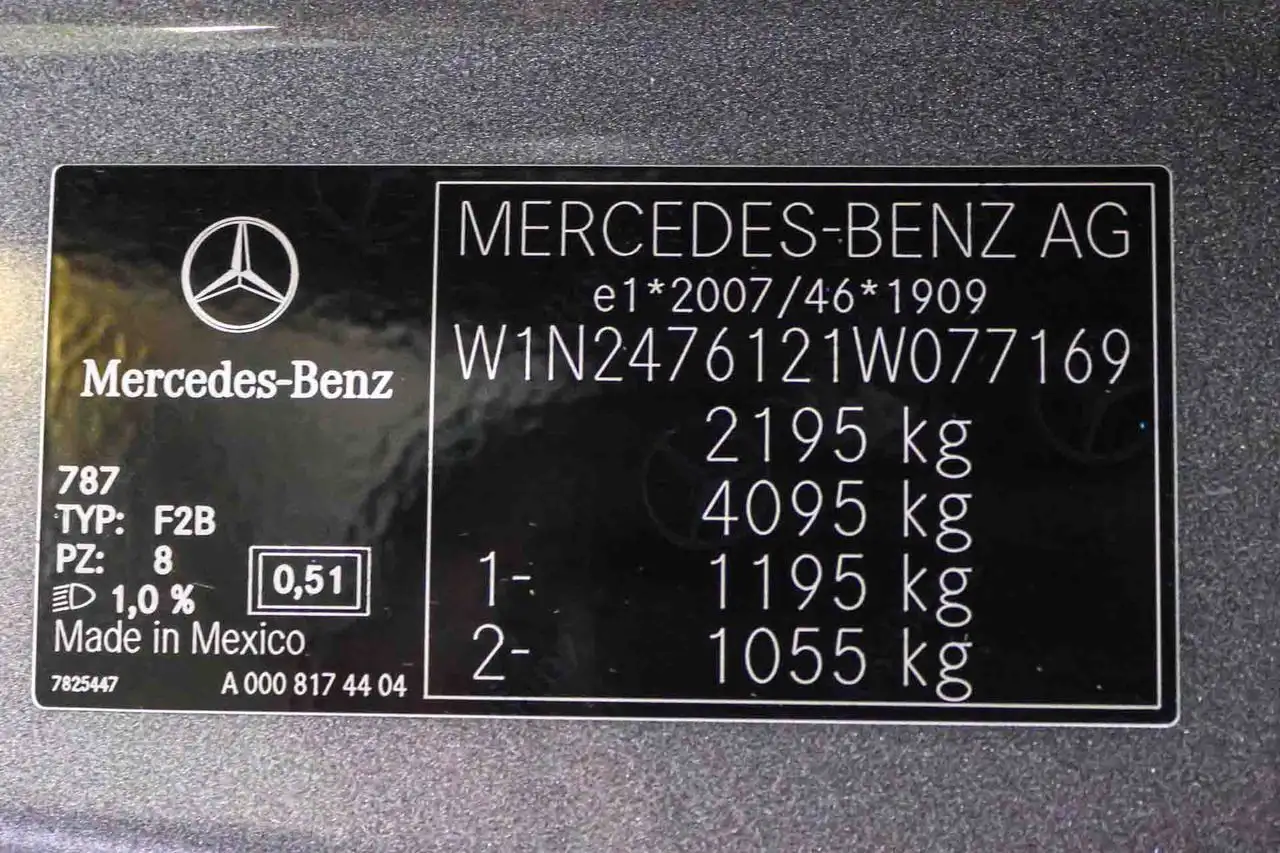 Mercedes-Benz
787
TYP: F2B
PZ: 8
1,0 %
0,51
Made in Mexico
7825447 A 000 817 44 04
MERCEDES-BENZ AG
e1*2007/46*1909
W1N2476121W077169
2195 kg
4095 kg
1- 1195 kg
2- 1055 kg